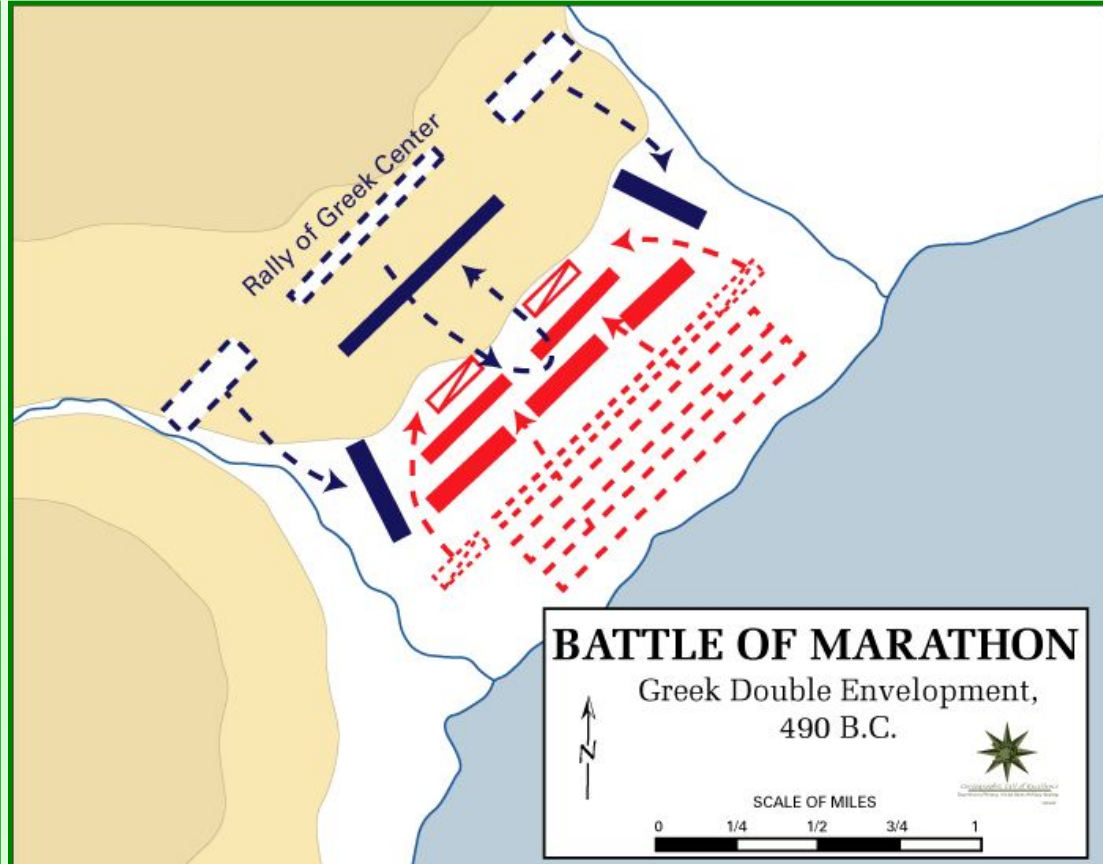 Rally of Greek Center
BATTLE OF MARATHON
Greek Double Envelopment,
490 B.C.
N
SCALE OF MILES
0 1/4 1/2 3/4 1